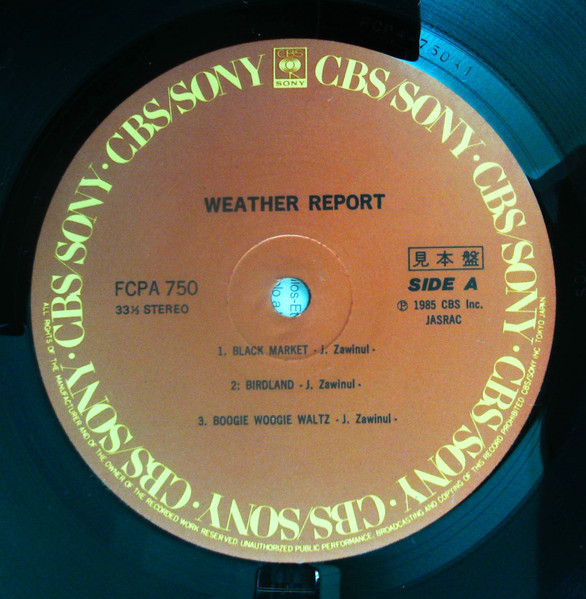 CBS/SONY · CBS/SONY · CBS/SONY · CBS/SONY · CBS/SONY · CBS/SONY · CBS SONY · CBS SONY
CBS
SONY
WEATHER REPORT
見本盤
FCPA 750
SIDE A
33⅓ STEREO
Ⓟ 1985 CBS Inc.
JASRAC
1. BLACK MARKET - J. Zawinul -
2: BIRDLAND - J. Zawinul -
3. BOOGIE WOOGIE WALTZ - J. Zawinul -
ALL RIGHTS OF THE MANUFACTURER AND OF THE OWNER OF THE RECORDED WORK RESERVED UNAUTHORIZED PUBLIC PERFORMANCE, BROADCASTING AND COPYING OF THIS RECORD PROHIBITED CBS/SONY INC. TOKYO JAPAN